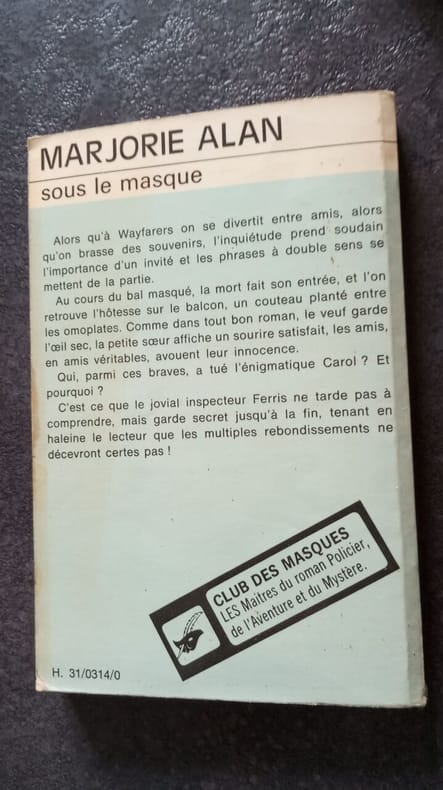 MARJORIE ALAN
sous le masque
Alors qu'à Wayfarers on se divertit entre amis, alors
qu'on brasse des souvenirs, l'inquiétude prend soudain
l'importance d'un invité et les phrases à double sens se
mettent de la partie.
Au cours du bal masqué, la mort fait son entrée, et l'on
retrouve l'hôtesse sur le balcon, un couteau planté entre
les omoplates. Comme dans tout bon roman, le veuf garde
l'œil sec, la petite sœur affiche un sourire satisfait, les amis,
en amis véritables, avouent leur innocence.
Qui, parmi ces braves, a tué l'énigmatique Carol ? Et
pourquoi ?
C'est ce que le jovial inspecteur Ferris ne tarde pas à
comprendre, mais garde secret jusqu'à la fin, tenant en
haleine le lecteur que les multiples rebondissements ne
décevront certes pas !
CLUB DES MASQUES
LES Maîtres du roman Policier,
de l'Aventure et du Mystère.
H. 31/0314/0